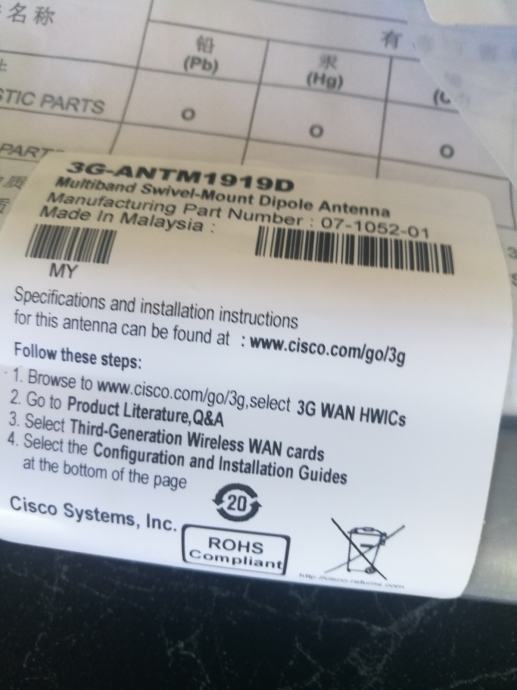 名称
有
铅
(Pb)
汞
(Hg)
STIC PARTS
O
O
O
PART
3G-ANTM1919D
Multiband Swivel-Mount Dipole Antenna
Manufacturing Part Number : 07-1052-01
Made In Malaysia :
MY
Specifications and installation instructions
for this antenna can be found at : www.cisco.com/go/3g
Follow these steps:
1. Browse to www.cisco.com/go/3g,select 3G WAN HWICs
2. Go to Product Literature,Q&A
3. Select Third-Generation Wireless WAN cards
4. Select the Configuration and Installation Guides
at the bottom of the page
20
Cisco Systems, Inc.
ROHS
Compliant